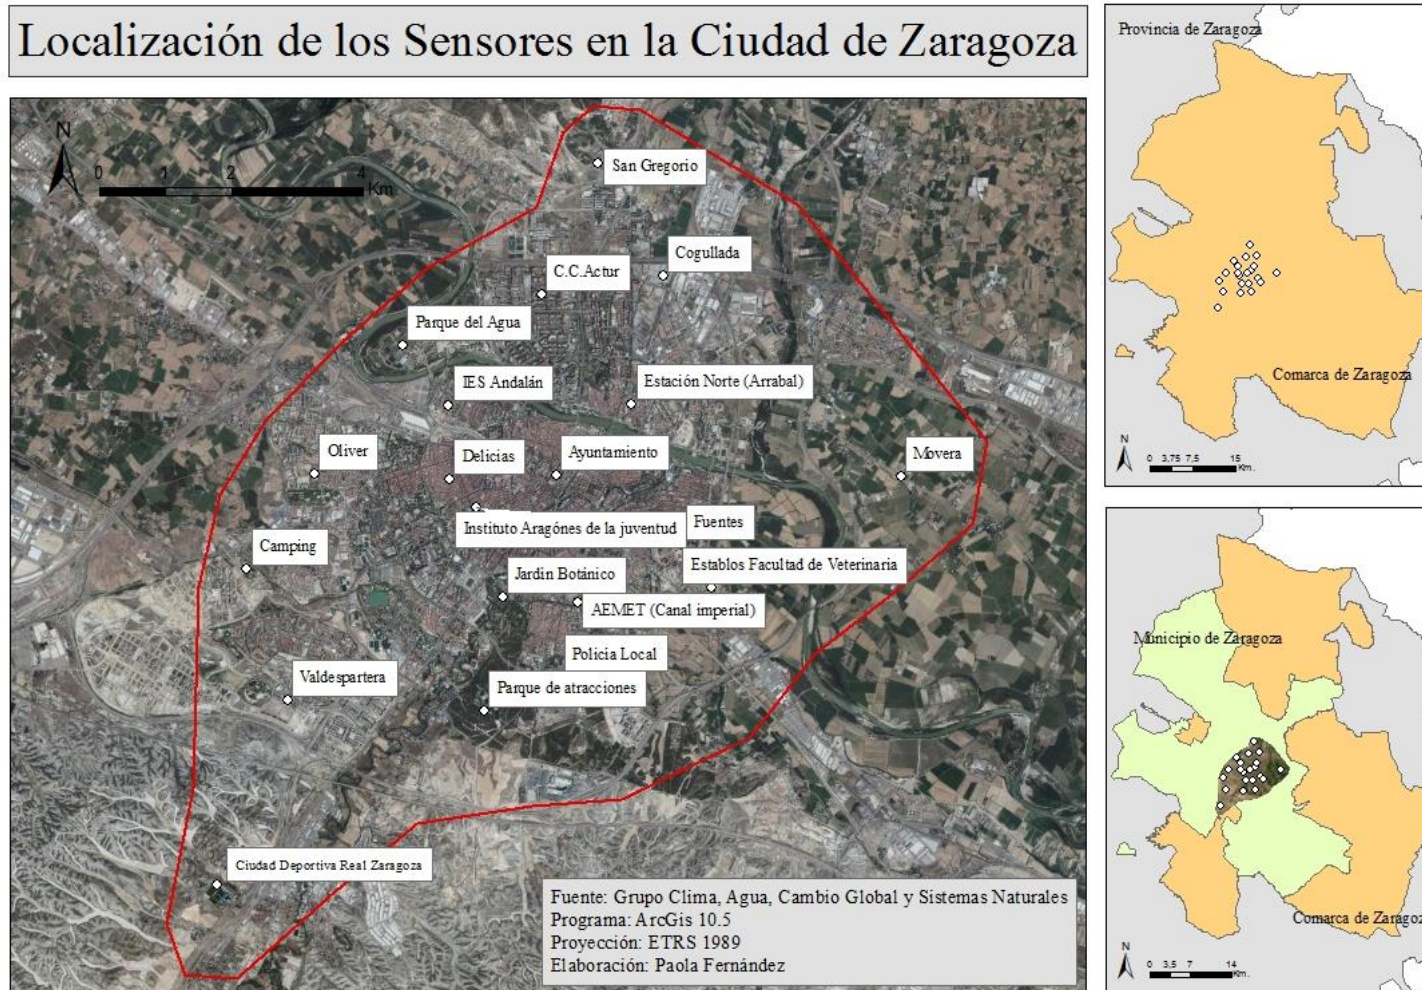 Localización de los Sensores en la Ciudad de Zaragoza
N
0 1 2 4
Km
San Gregorio
Cogullada
C.C.Actur
Parque del Agua
IES Andalán
Estación Norte (Arrabal)
Oliver
Delicias
Ayuntamiento
Movera
Instituto Aragónes de la juventud
Fuentes
Camping
Establos Facultad de Veterinaria
Jardin Botánico
AEMET (Canal imperial)
Policia Local
Valdespartera
Parque de atracciones
Ciudad Deportiva Real Zaragoza
Fuente: Grupo Clima, Agua, Cambio Global y Sistemas Naturales
Programa: ArcGis 10.5
Proyección: ETRS 1989
Elaboración: Paola Fernández
Provincia de Zaragoza
Comarca de Zaragoza
N
0 3,75 7,5 15
Km.
Municipio de Zaragoza
Comarca de Zaragoz
N
0 3,5 7 14
Km.